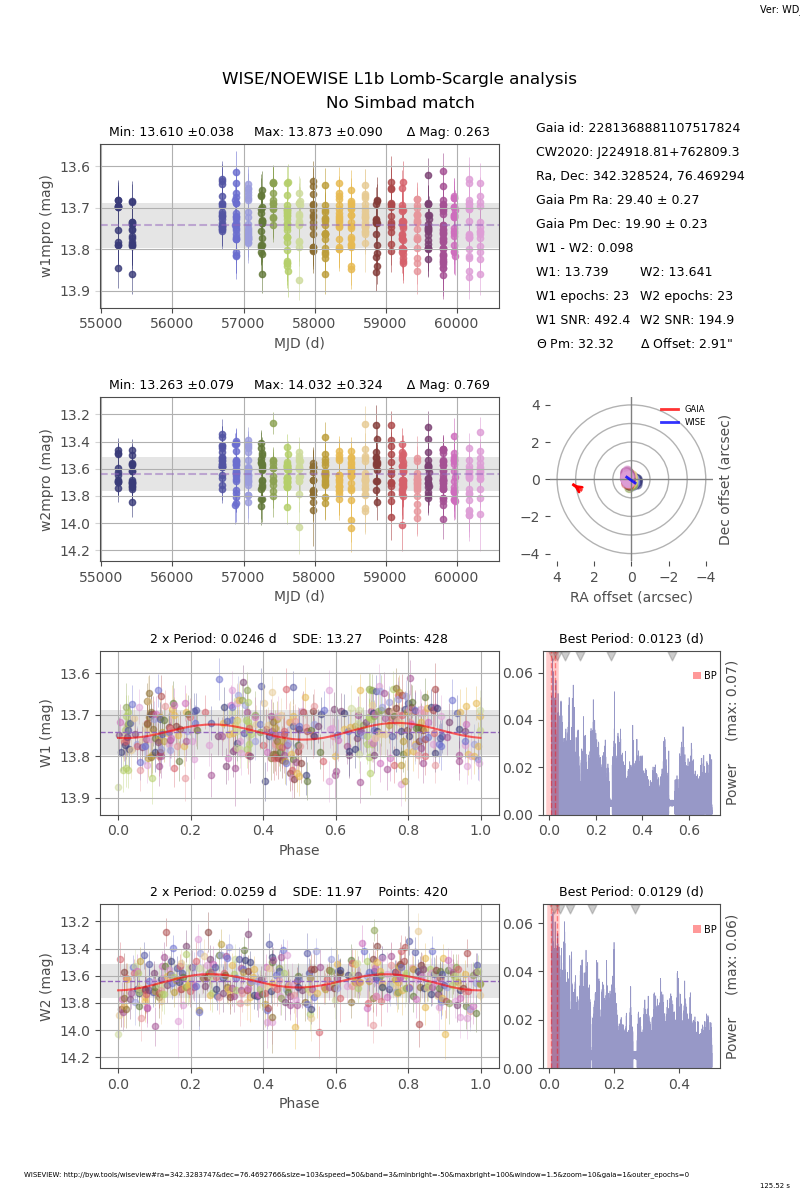 Ver: WD_
WISE/NOEWISE L1b Lomb-Scargle analysis
No Simbad match
Min: 13.610 ±0.038 Max: 13.873 ±0.090 Δ Mag: 0.263
w1mpro (mag)
13.6
13.7
13.8
13.9
55000 56000 57000 58000 59000 60000
MJD (d)
Gaia id: 2281368881107517824
CW2020: J224918.81+762809.3
Ra, Dec: 342.328524, 76.469294
Gaia Pm Ra: 29.40 ± 0.27
Gaia Pm Dec: 19.90 ± 0.23
W1 - W2: 0.098
W1: 13.739 W2: 13.641
W1 epochs: 23 W2 epochs: 23
W1 SNR: 492.4 W2 SNR: 194.9
Θ Pm: 32.32 Δ Offset: 2.91"
Min: 13.263 ±0.079 Max: 14.032 ±0.324 Δ Mag: 0.769
w2mpro (mag)
13.2
13.4
13.6
13.8
14.0
14.2
55000 56000 57000 58000 59000 60000
MJD (d)
GAIA
WISE
4
2
0
−2
−4
4 2 0 −2 −4
RA offset (arcsec)
Dec offset (arcsec)
2 x Period: 0.0246 d SDE: 13.27 Points: 428
W1 (mag)
13.6
13.7
13.8
13.9
0.0 0.2 0.4 0.6 0.8 1.0
Phase
Best Period: 0.0123 (d)
BP
0.06
0.04
0.02
0.00
0.0 0.2 0.4 0.6
Power (max: 0.07)
2 x Period: 0.0259 d SDE: 11.97 Points: 420
W2 (mag)
13.2
13.4
13.6
13.8
14.0
14.2
0.0 0.2 0.4 0.6 0.8 1.0
Phase
Best Period: 0.0129 (d)
BP
0.06
0.04
0.02
0.00
0.0 0.2 0.4
Power (max: 0.06)
WISEVIEW: http://byw.tools/wiseview#ra=342.3283747&dec=76.4692766&size=103&speed=50&band=3&minbright=-50&maxbright=100&window=1.5&zoom=10&gaia=1&outer_epochs=0
125.52 s